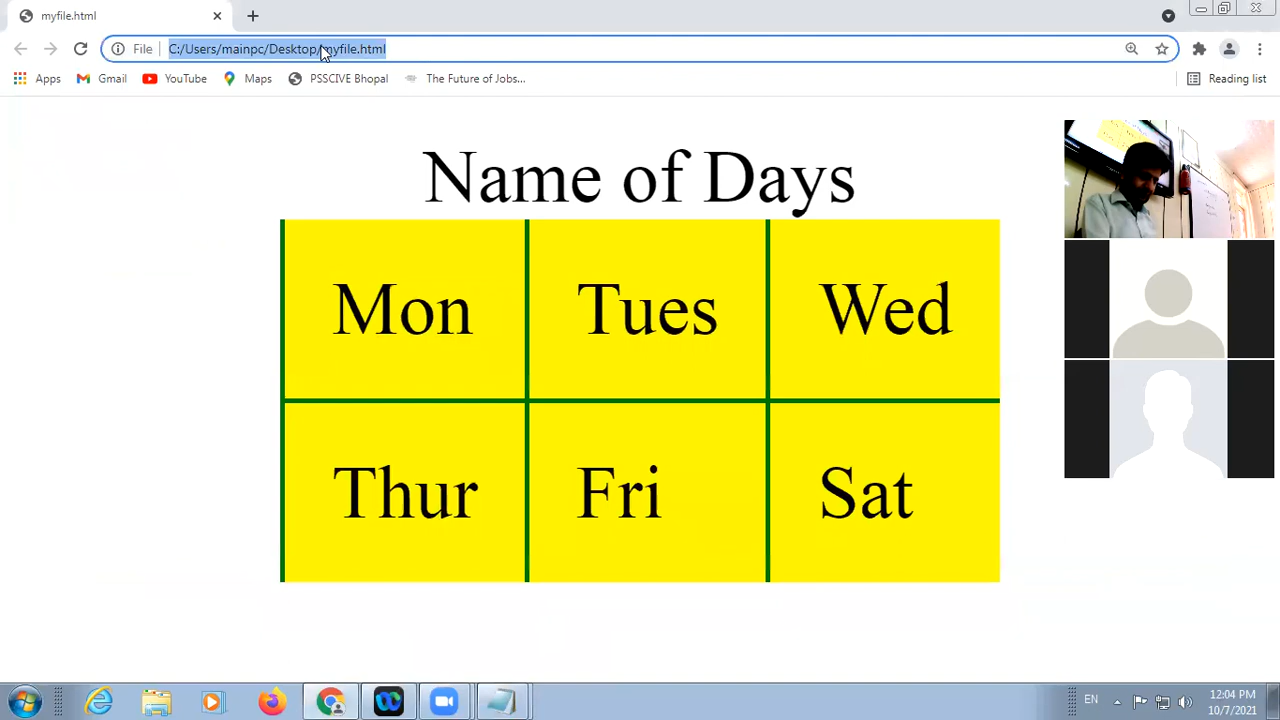 myfile.html
File
C:/Users/mainpc/Desktop/myfile.html
Apps
Gmail
YouTube
Maps
PSSCIVE Bhopal
The Future of Jobs...
Reading list
Name of Days
Mon Tues Wed
Thur Fri Sat
EN
12:04 PM
10/7/2021